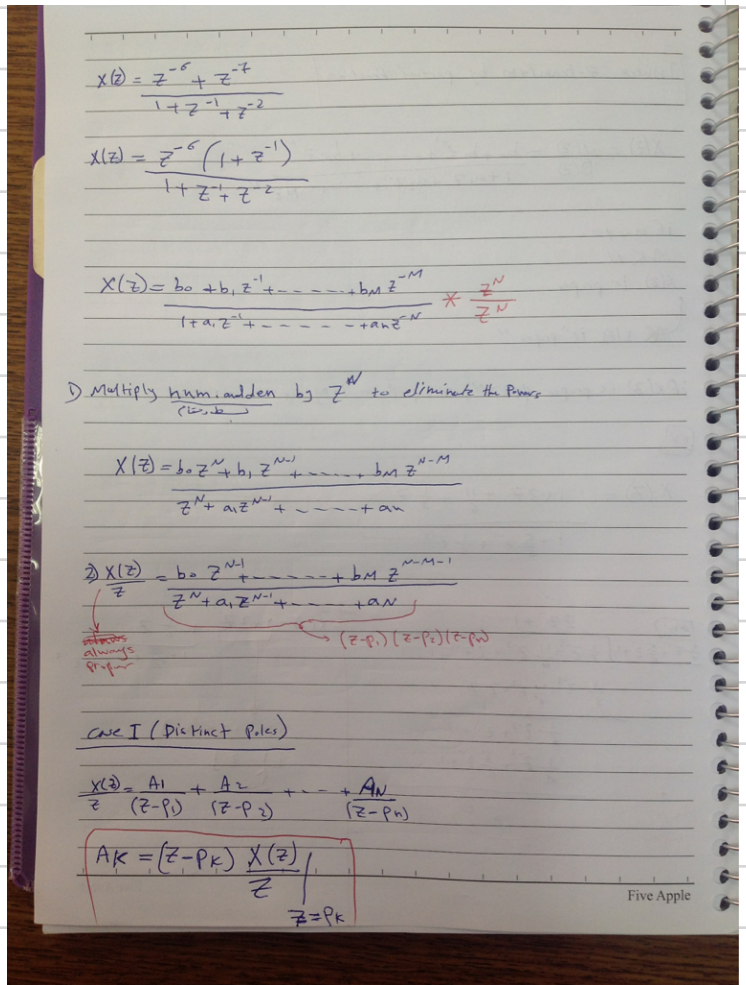 X(z) = z^-6 + z^-7 / 1 + z^-1 + z^-2
X(z) = z^-6 (1 + z^-1) / 1 + z^-1 + z^-2
X(z) = b0 + b1 z^-1 + ------ + bM z^-M / 1 + a1 z^-1 + ----- + an z^-N * z^N / z^N
1) Multiply num. and den by z^N to eliminate the Powers
X(z) = b0 z^N + b1 z^N-1 + ------ + bM z^N-M / z^N + a1 z^N-1 + ----- + an
2) X(z)/z = b0 z^N-1 + ------ + bM z^N-M-1 / z^N + a1 z^N-1 + ------ + aN
→ (z-p1) (z-p2) (z-pn)
always
proper
Case I (Distinct Poles)
X(z)/z = A1/(z-p1) + A2/(z-p2) + --- + AN/(z-pn)
AK = (z-pK) X(z)/z | z=pK
Five Apple